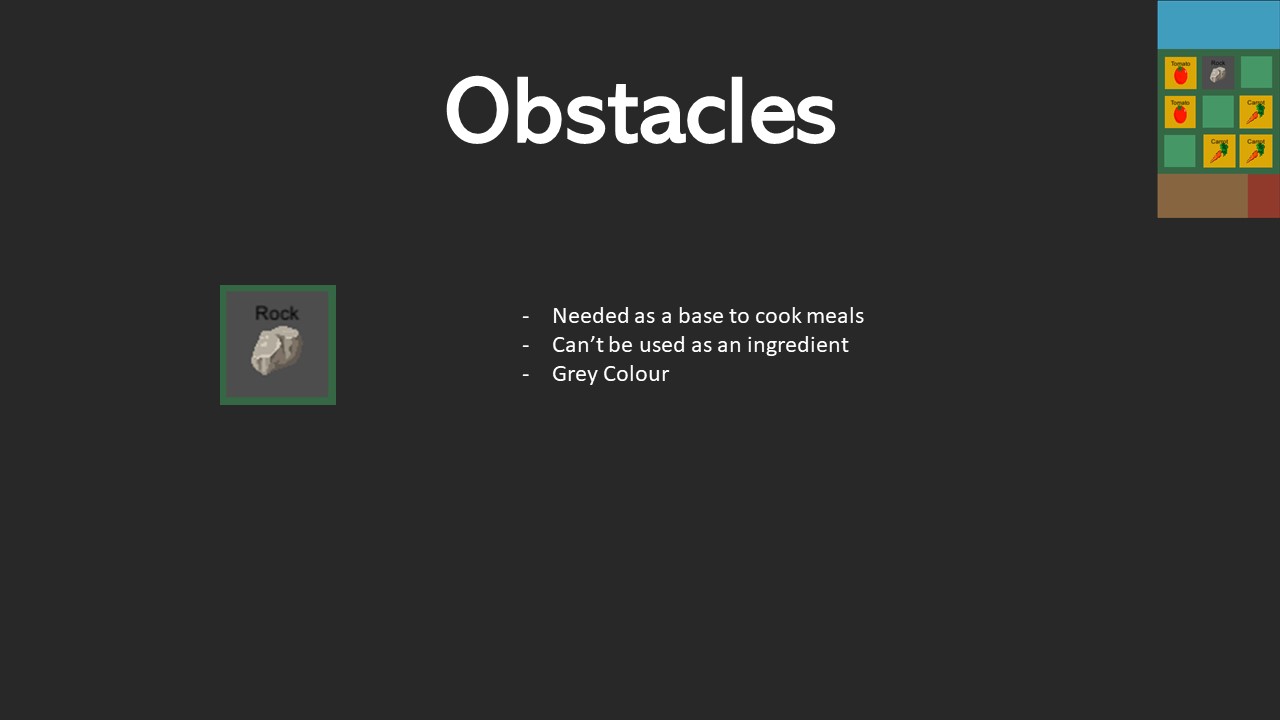 Obstacles
Tomato
Rock
Tomato
Carrot
Carrot
Carrot
Rock
- Needed as a base to cook meals
- Can't be used as an ingredient
- Grey Colour